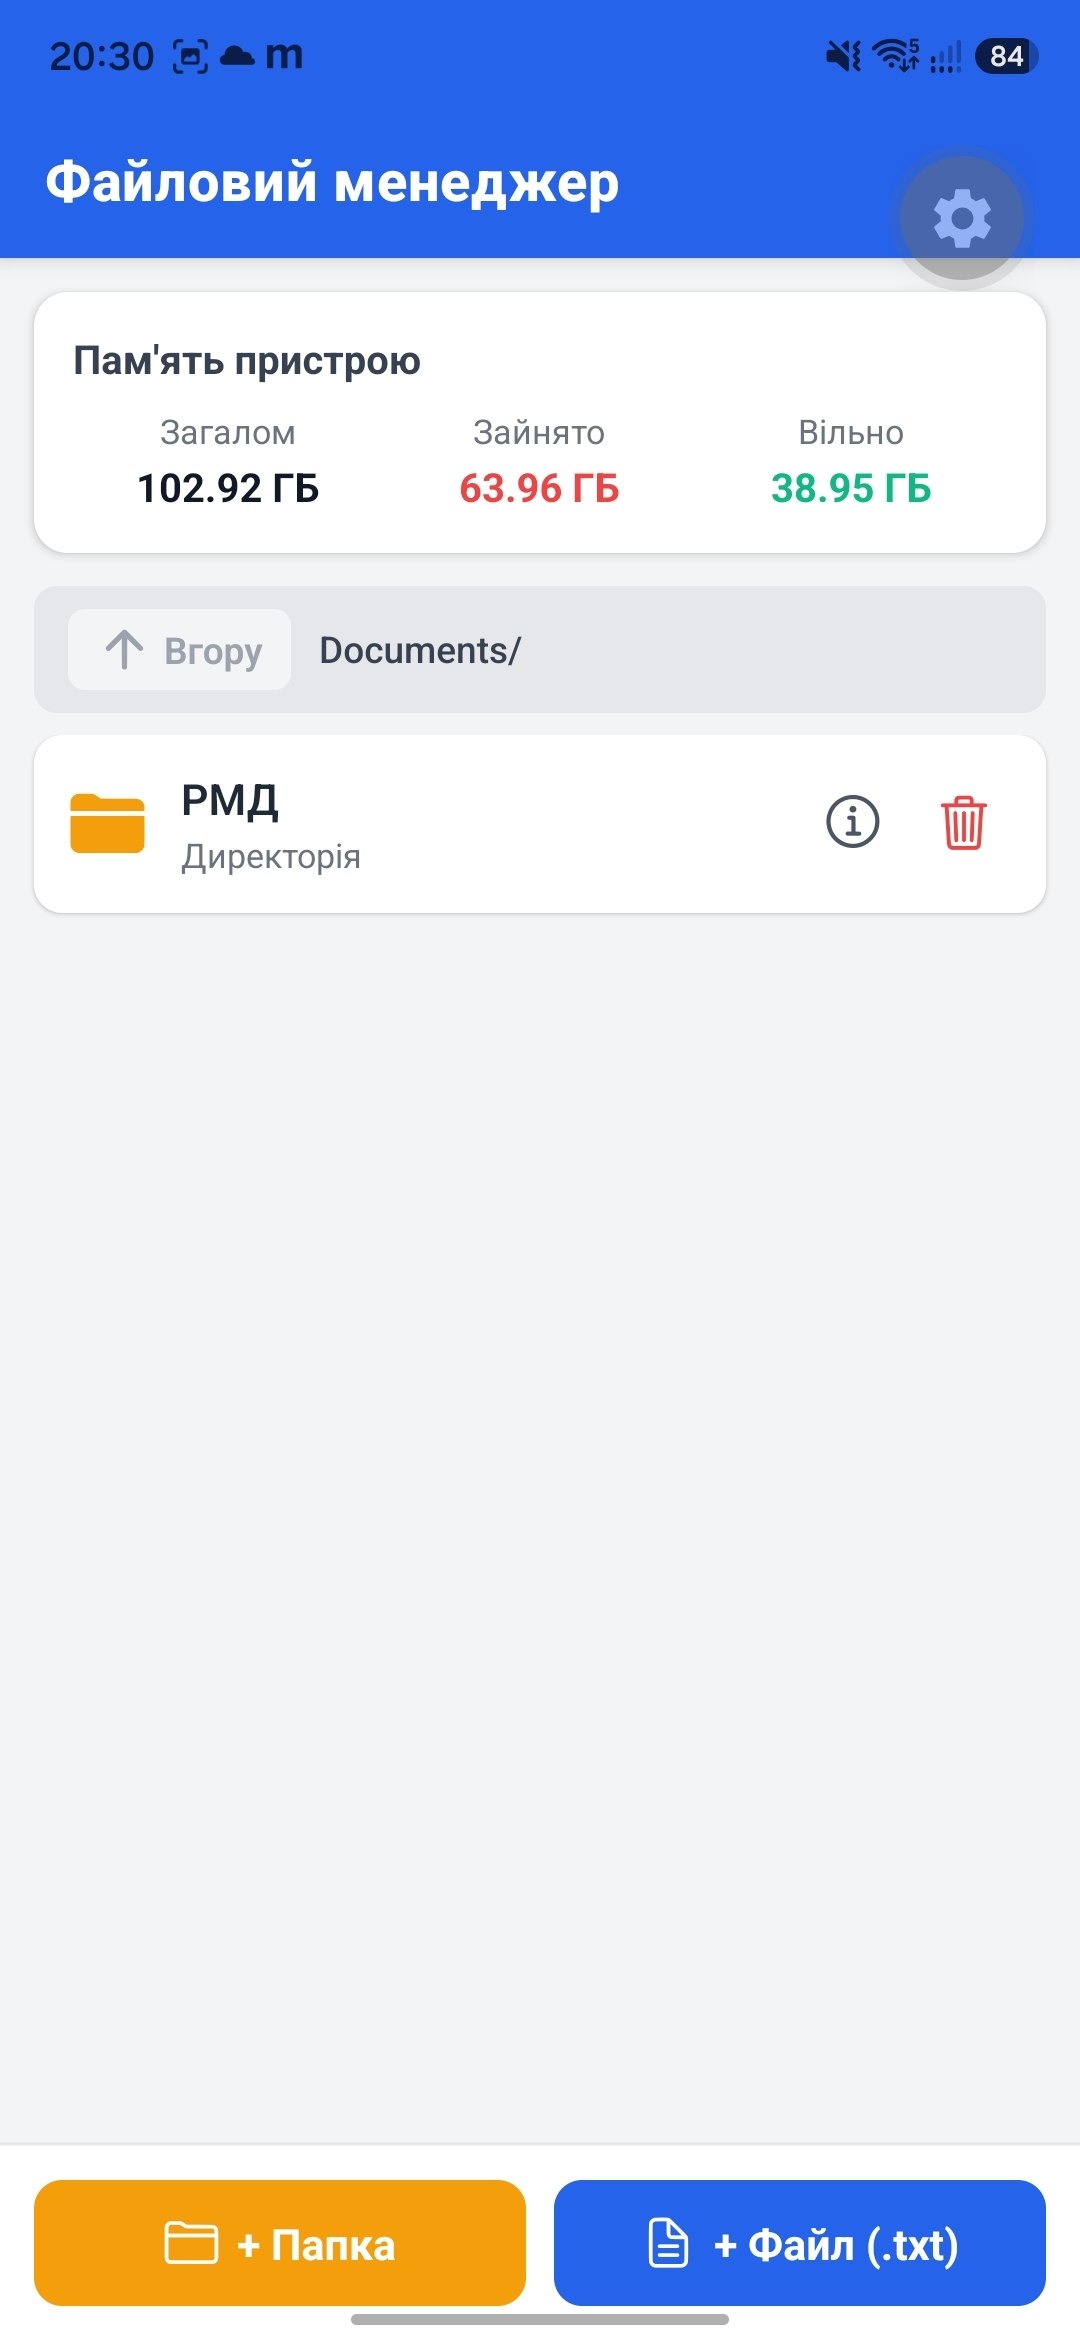 20:30 m 5 84
Файловий менеджер
Пам'ять пристрою
Загалом Зайнято Вільно
102.92 ГБ 63.96 ГБ 38.95 ГБ
Вгору Documents/
РМД
Директорія
+ Папка + Файл (.txt)